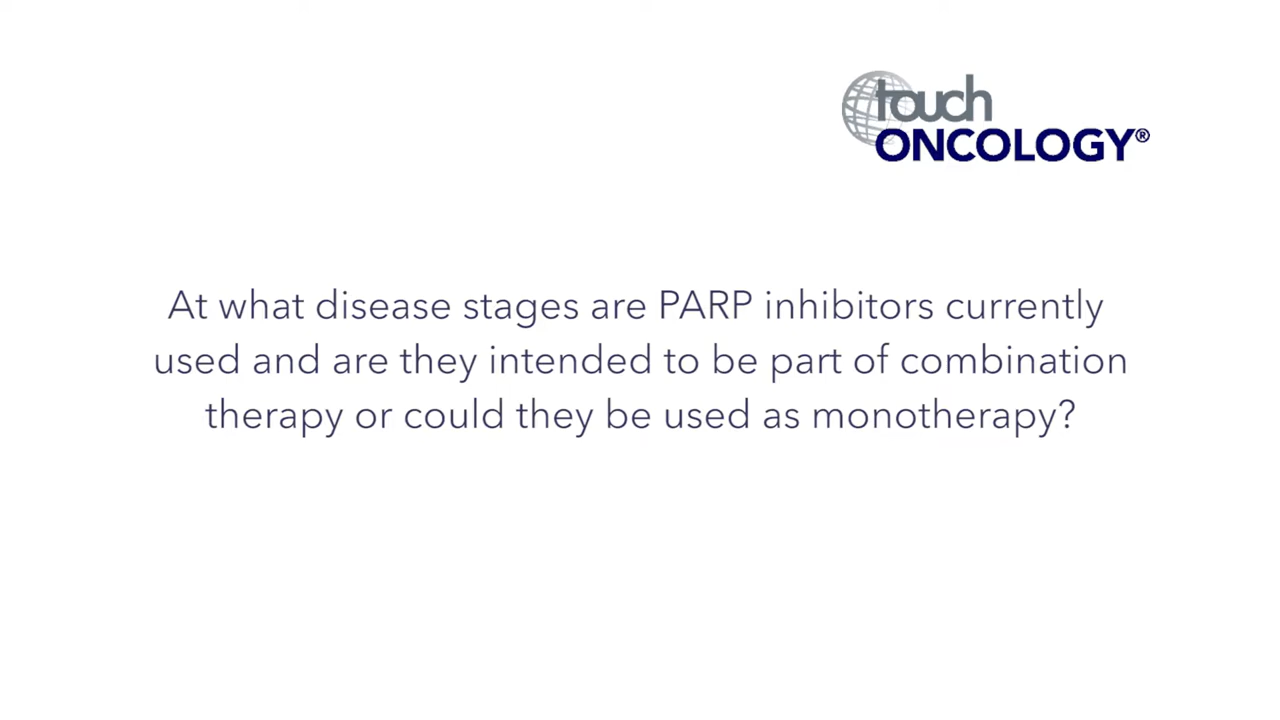 touch
ONCOLOGY®
At what disease stages are PARP inhibitors currently
used and are they intended to be part of combination
therapy or could they be used as monotherapy?